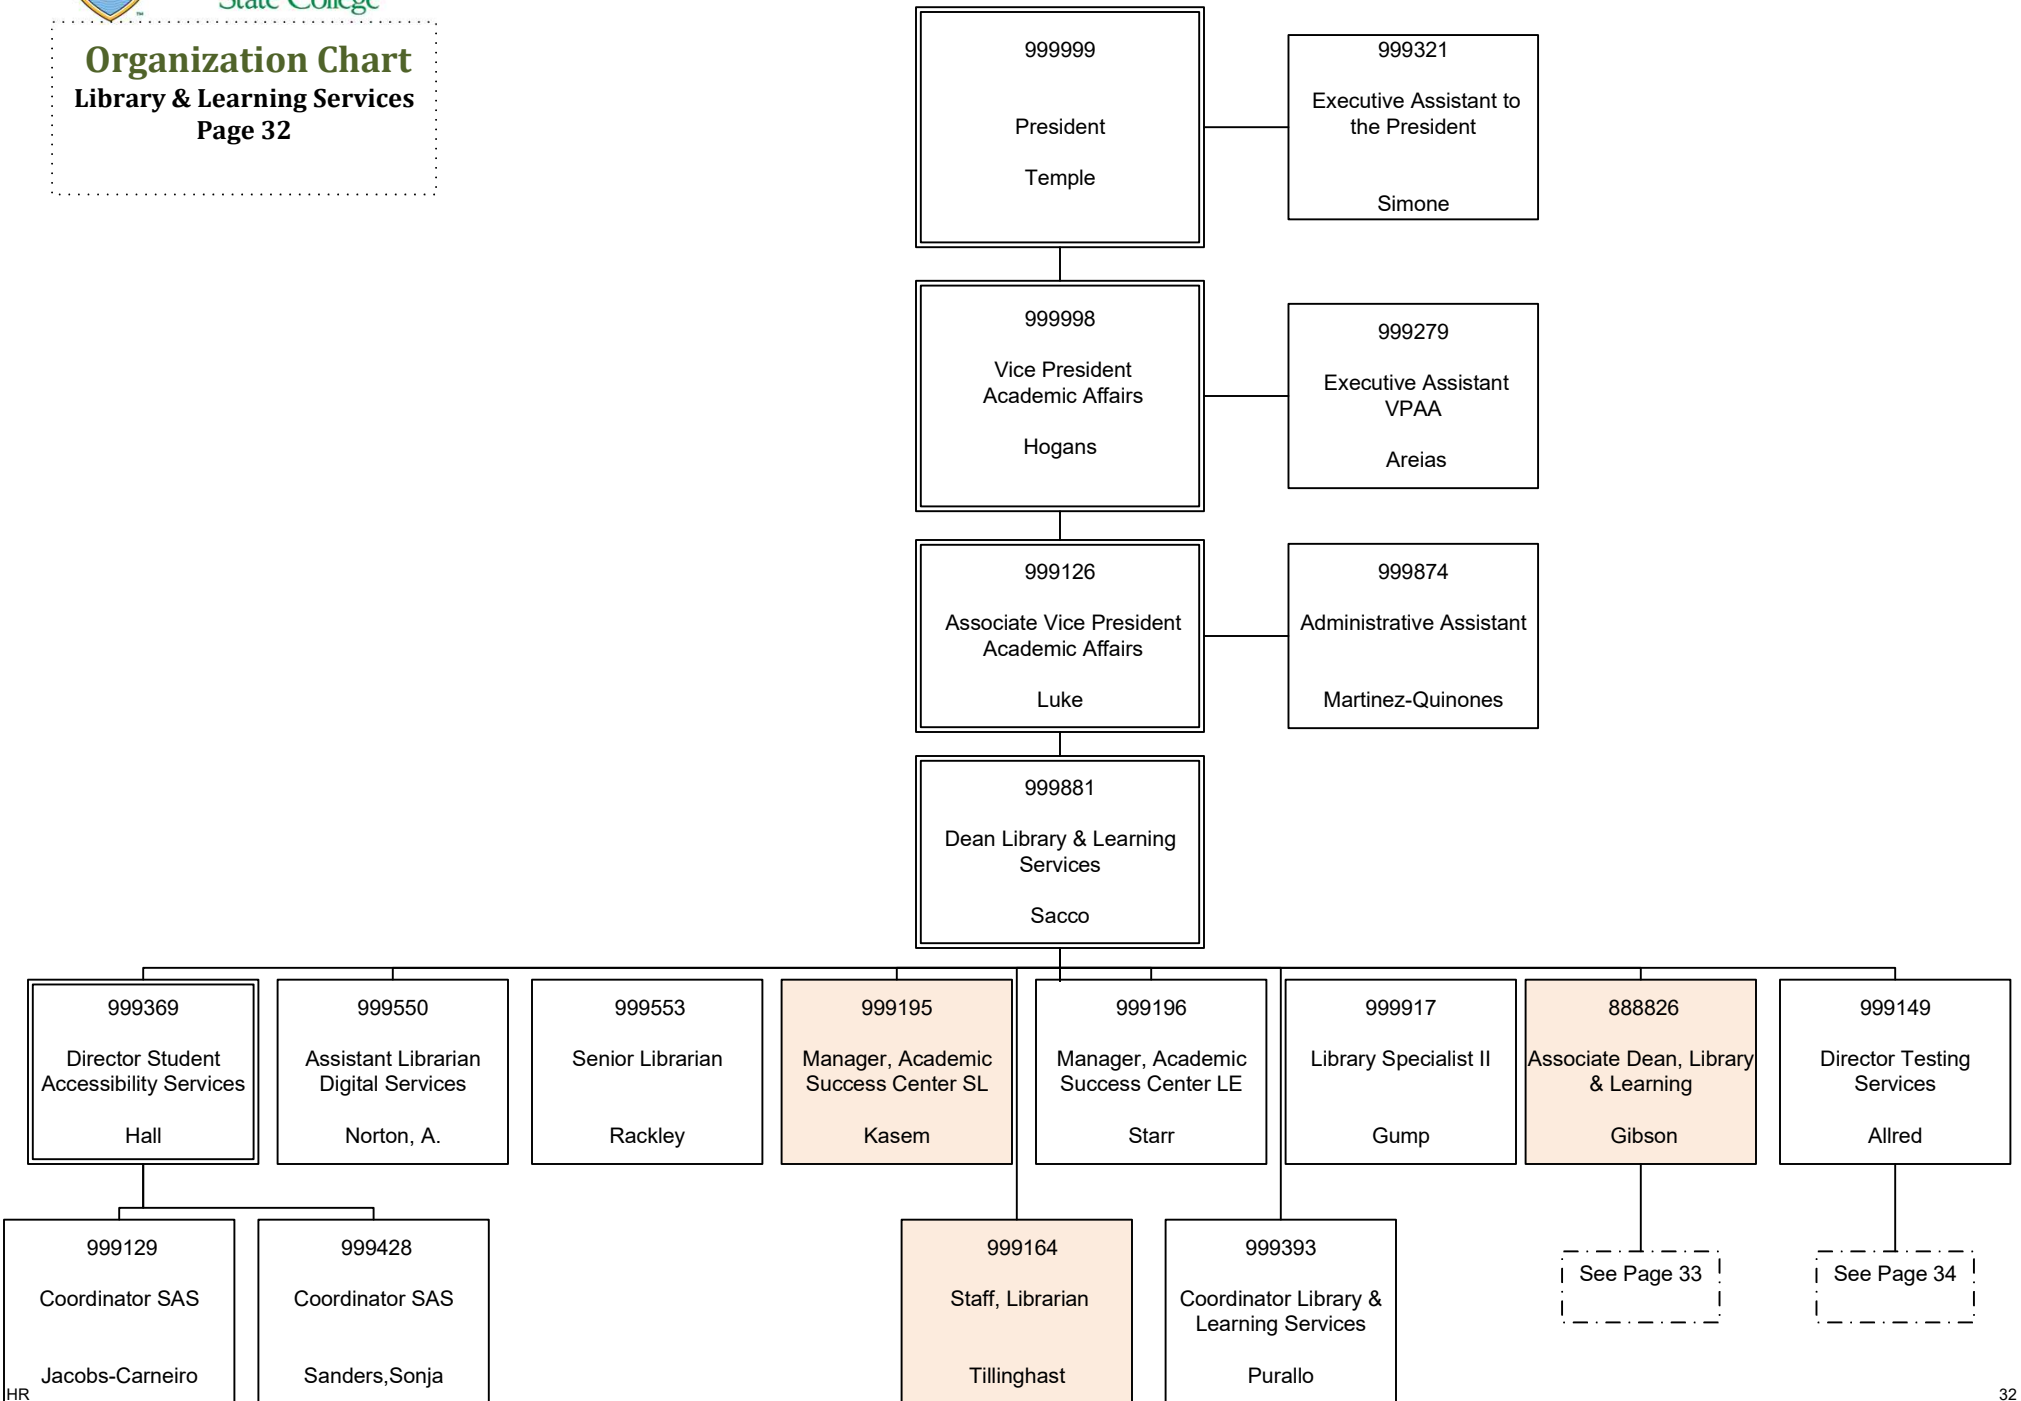 State College
Organization Chart
Library & Learning Services
Page 32
999999
President
Temple
999321
Executive Assistant to
the President
Simone
999998
Vice President
Academic Affairs
Hogans
999279
Executive Assistant
VPAA
Areias
999126
Associate Vice President
Academic Affairs
Luke
999874
Administrative Assistant
Martinez-Quinones
999881
Dean Library & Learning
Services
Sacco
999369
Director Student
Accessibility Services
Hall
999550
Assistant Librarian
Digital Services
Norton, A.
999553
Senior Librarian
Rackley
999195
Manager, Academic
Success Center SL
Kasem
999196
Manager, Academic
Success Center LE
Starr
999917
Library Specialist II
Gump
888826
Associate Dean, Library
& Learning
Gibson
999149
Director Testing
Services
Allred
999129
Coordinator SAS
Jacobs-Carneiro
999428
Coordinator SAS
Sanders,Sonja
999164
Staff, Librarian
Tillinghast
999393
Coordinator Library &
Learning Services
Purallo
See Page 33
See Page 34
HR
32